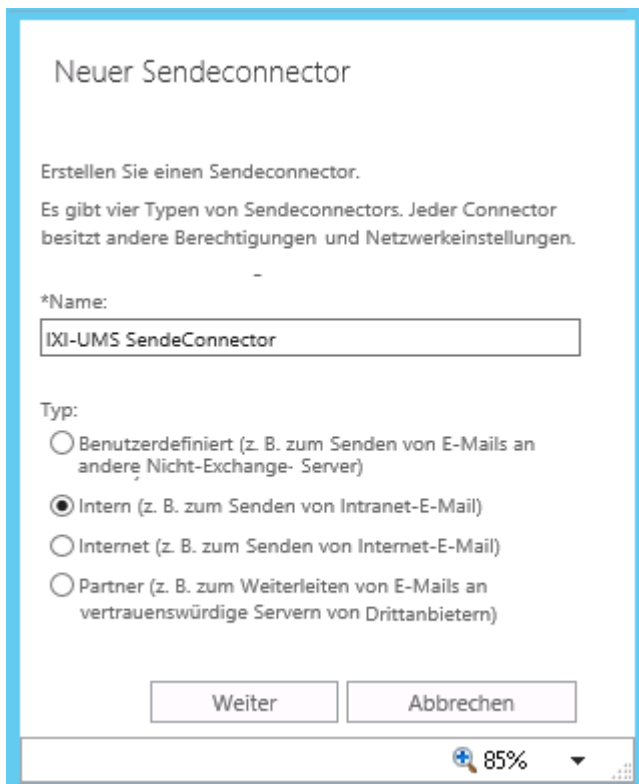 Neuer Sendeconnector
Erstellen Sie einen Sendeconnector.
Es gibt vier Typen von Sendeconnectors. Jeder Connector
besitzt andere Berechtigungen und Netzwerkeinstellungen.
*Name:
IXI-UMS SendeConnector
Typ:
Benutzerdefiniert (z. B. zum Senden von E-Mails an
andere Nicht-Exchange- Server)
Intern (z. B. zum Senden von Intranet-E-Mail)
Internet (z. B. zum Senden von Internet-E-Mail)
Partner (z. B. zum Weiterleiten von E-Mails an
vertrauenswürdige Servern von Drittanbietern)
Weiter Abbrechen
85%